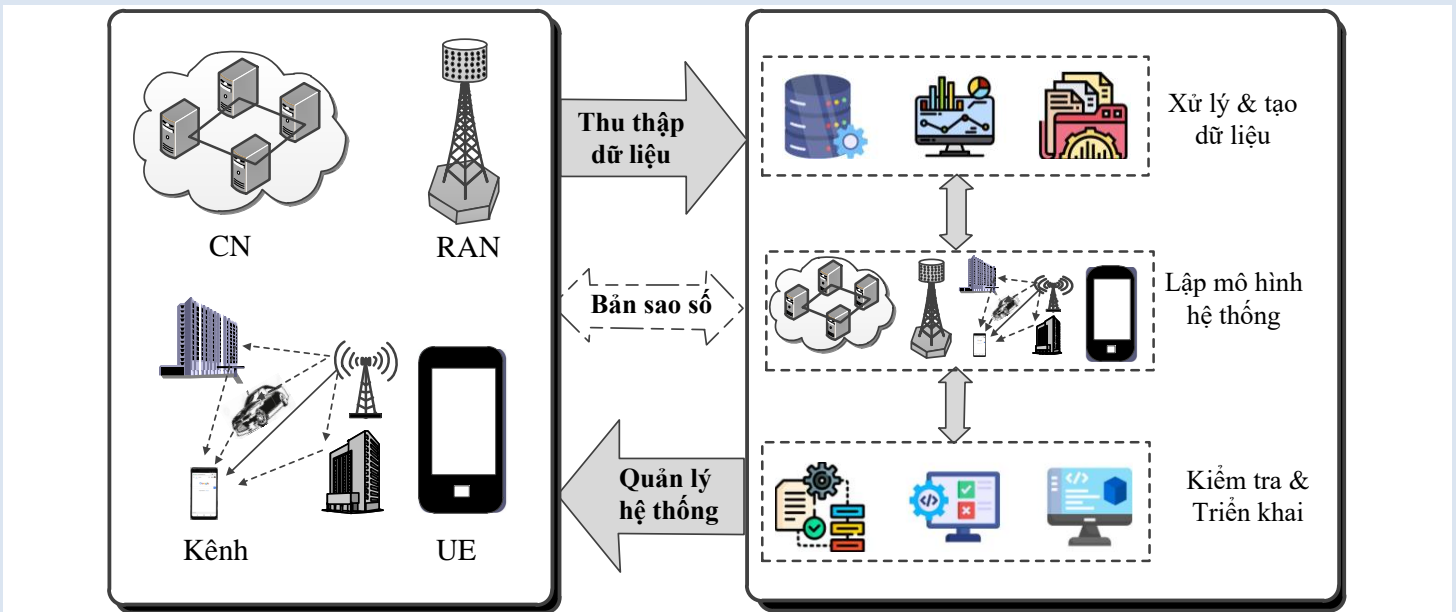 CN
RAN
Kênh
UE
Thu thập
dữ liệu
Bản sao số
Quản lý
hệ thống
Xử lý & tạo
dữ liệu
Lập mô hình
hệ thống
Kiểm tra &
Triển khai